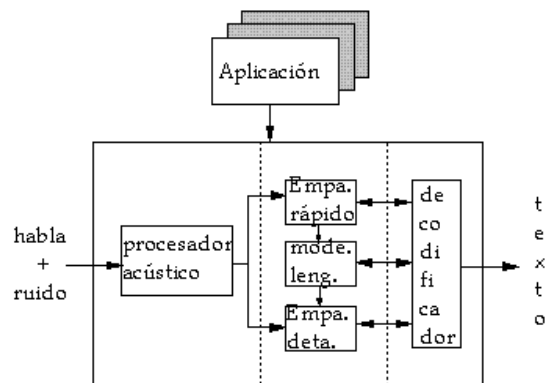 Aplicación
habla
+
ruido
procesador
acústico
Empa.
rápido
mode.
leng.
Empa.
deta.
de
co
di
fi
ca
dor
t
e
x
t
o